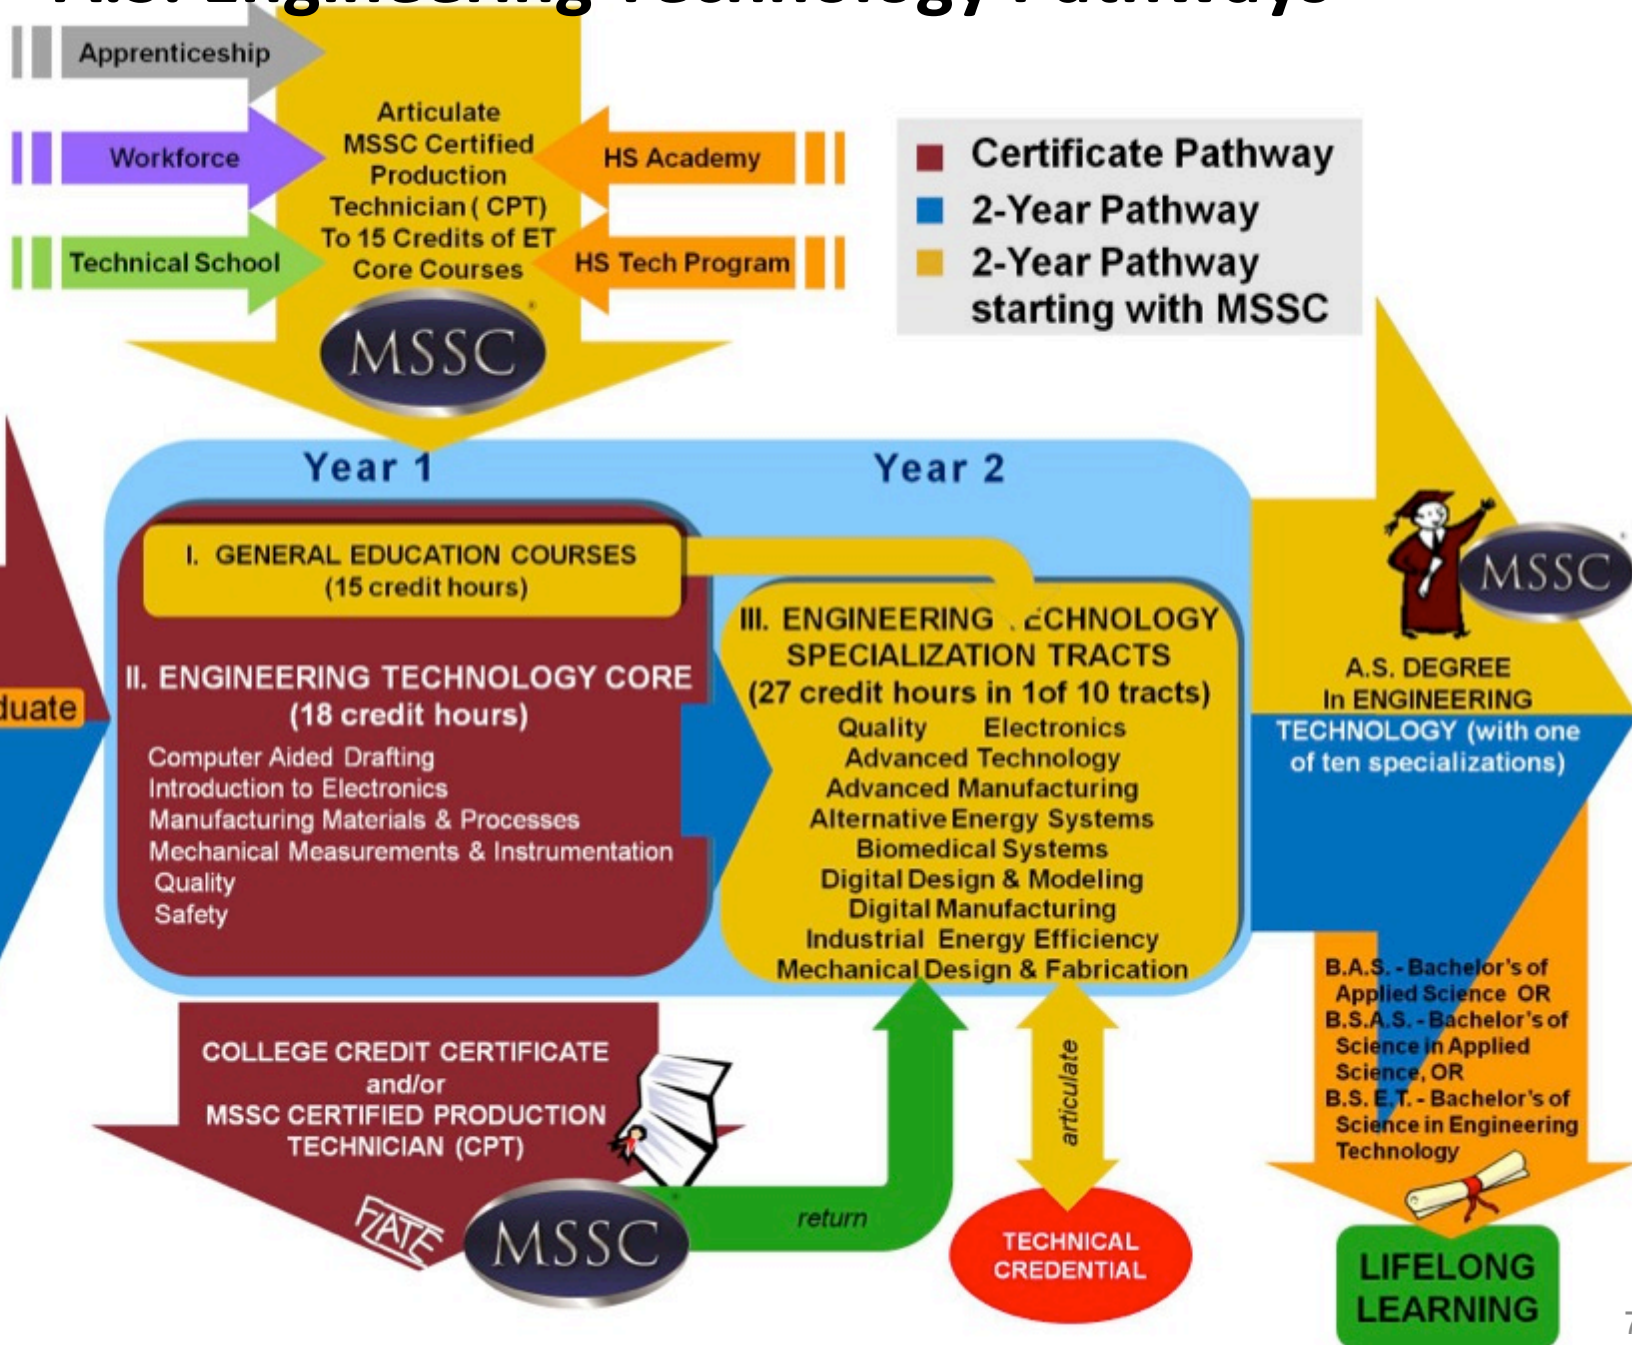 A.S. Engineering Technology Pathways
Apprenticeship
Workforce
Technical School
Articulate
MSSC Certified
Production
Technician ( CPT)
To 15 Credits of ET
Core Courses
MSSC
HS Academy
HS Tech Program
Certificate Pathway
2-Year Pathway
2-Year Pathway
starting with MSSC
duate
Year 1
Year 2
I. GENERAL EDUCATION COURSES
(15 credit hours)
II. ENGINEERING TECHNOLOGY CORE
(18 credit hours)
Computer Aided Drafting
Introduction to Electronics
Manufacturing Materials & Processes
Mechanical Measurements & Instrumentation
Quality
Safety
III. ENGINEERING ECHNOLOGY
SPECIALIZATION TRACTS
(27 credit hours in 1of 10 tracts)
Quality Electronics
Advanced Technology
Advanced Manufacturing
Alternative Energy Systems
Biomedical Systems
Digital Design & Modeling
Digital Manufacturing
Industrial Energy Efficiency
Mechanical Design & Fabrication
MSSC
A.S. DEGREE
In ENGINEERING
TECHNOLOGY (with one
of ten specializations)
COLLEGE CREDIT CERTIFICATE
and/or
MSSC CERTIFIED PRODUCTION
TECHNICIAN (CPT)
FLATE
MSSC
return
articulate
TECHNICAL
CREDENTIAL
B.A.S. - Bachelor's of
Applied Science OR
B.S.A.S. - Bachelor's of
Science in Applied
Science, OR
B.S. E.T. - Bachelor's of
Science in Engineering
Technology
LIFELONG
LEARNING
7